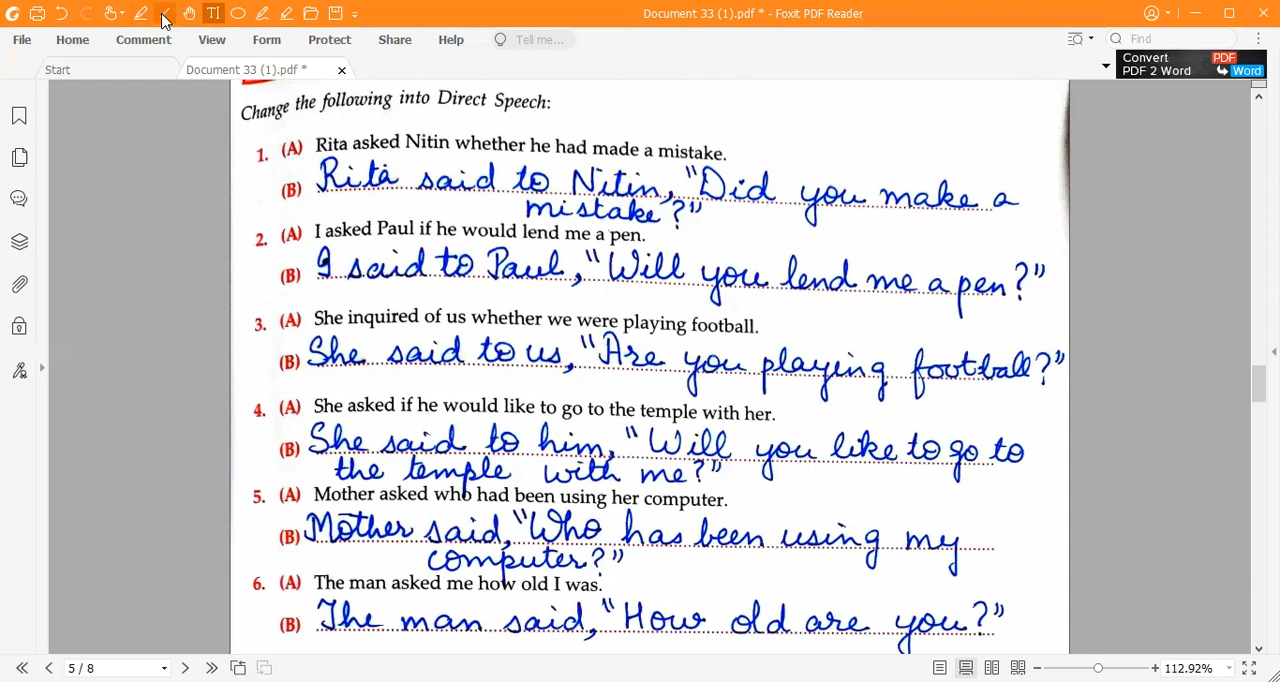 Document 33 (1).pdf * - Foxit PDF Reader
File Home Comment View Form Protect Share Help Tell me... Find
Start Document 33 (1).pdf *
Convert PDF
PDF 2 Word Word
Change the following into Direct Speech:
1. (A) Rita asked Nitin whether he had made a mistake.
(B) Rita said to Nitin, "Did you make a
mistake?"
2. (A) I asked Paul if he would lend me a pen.
(B) I said to Paul, "Will you lend me a pen?"
3. (A) She inquired of us whether we were playing football.
(B) She said to us, "Are you playing football?"
4. (A) She asked if he would like to go to the temple with her.
(B) She said to him, "Will you like to go to
the temple with me?"
5. (A) Mother asked who had been using her computer.
(B) Mother said, "Who has been using my
computer?"
6. (A) The man asked me how old I was.
(B) The man said, "How old are you?"
5 / 8 112.92%